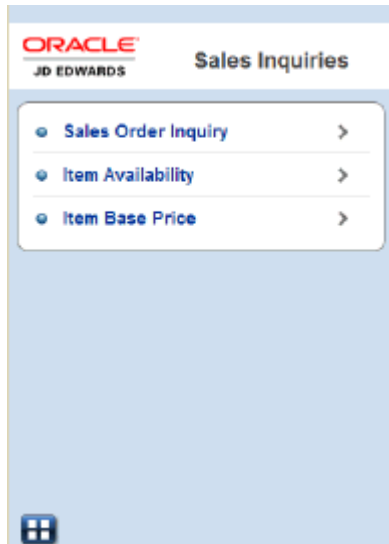 ORACLE
JD EDWARDS
Sales Inquiries
Sales Order Inquiry
Item Availability
Item Base Price